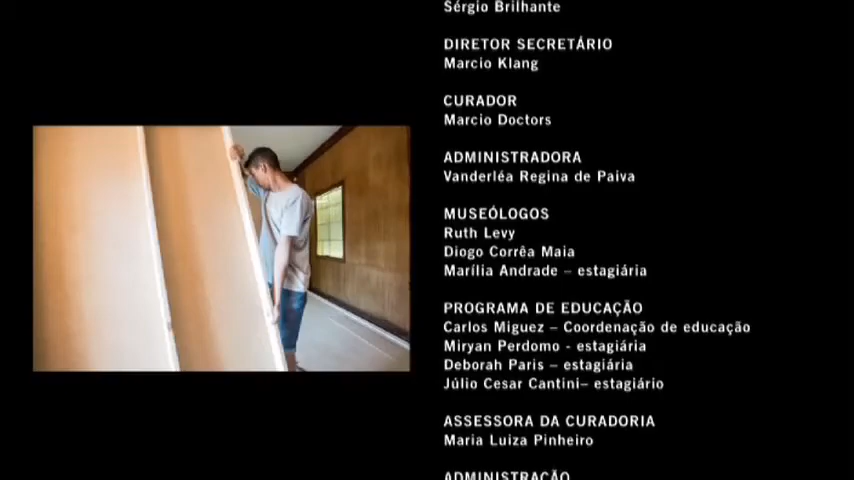 Sérgio Brilhante
DIRETOR SECRETÁRIO
Marcio Klang
CURADOR
Marcio Doctors
ADMINISTRADORA
Vanderléa Regina de Paiva
MUSEÓLOGOS
Ruth Levy
Diogo Corrêa Maia
Marília Andrade – estagiária
PROGRAMA DE EDUCAÇÃO
Carlos Miguez – Coordenação de educação
Miryan Perdomo - estagiária
Deborah Paris – estagiária
Júlio Cesar Cantini– estagiário
ASSESSORA DA CURADORIA
Maria Luiza Pinheiro
ADMINISTRAÇÃO